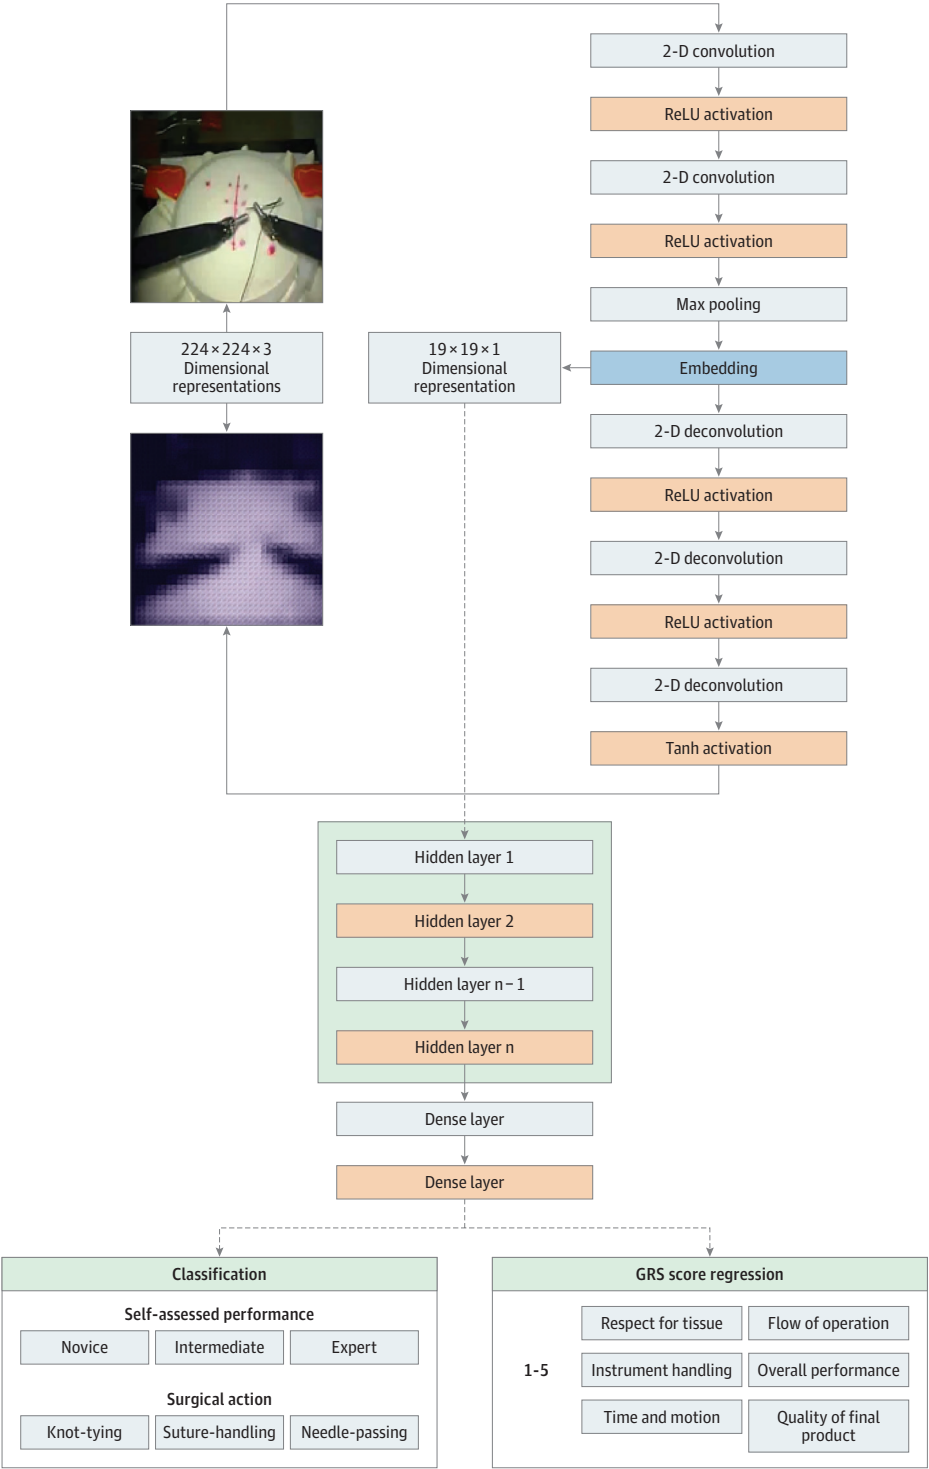 2-D convolution
ReLU activation
2-D convolution
ReLU activation
Max pooling
224×224×3
Dimensional
representations
19×19×1
Dimensional
representation
Embedding
2-D deconvolution
ReLU activation
2-D deconvolution
ReLU activation
2-D deconvolution
Tanh activation
Hidden layer 1
Hidden layer 2
Hidden layer n−1
Hidden layer n
Dense layer
Dense layer
Classification
Self-assessed performance
Novice
Intermediate
Expert
Surgical action
Knot-tying
Suture-handling
Needle-passing
GRS score regression
1-5
Respect for tissue
Flow of operation
Instrument handling
Overall performance
Time and motion
Quality of final
product